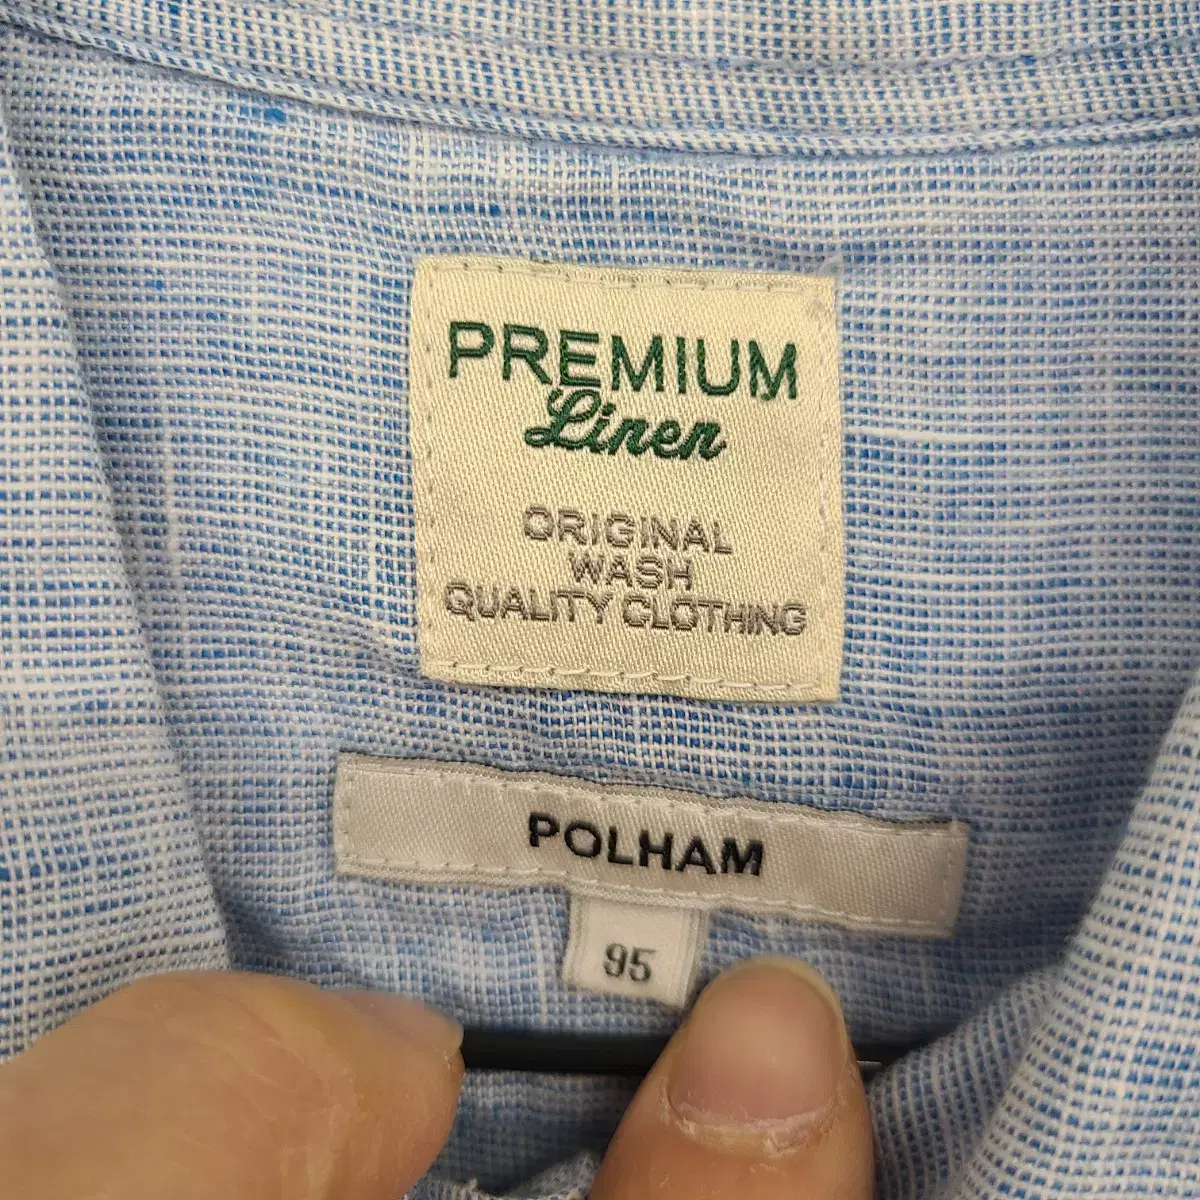 PREMIUM
Linen
ORIGINAL
WASH
QUALITY CLOTHING
POLHAM
95